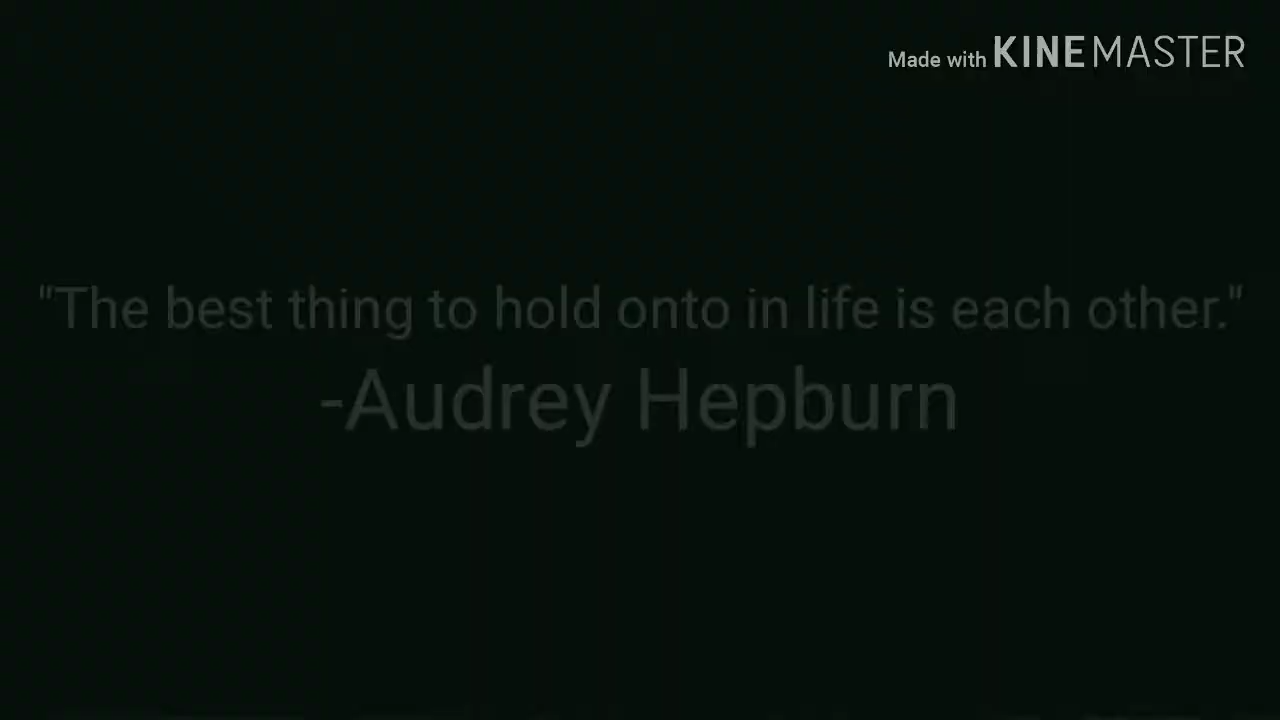 Made with KINEMASTER
"The best thing to hold onto in life is each other."
-Audrey Hepburn